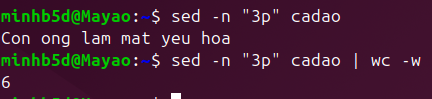 minhb5d@Mayao:~$ sed -n "3p" cadao
Con ong lam mat yeu hoa
minhb5d@Mayao:~$ sed -n "3p" cadao | wc -w
6